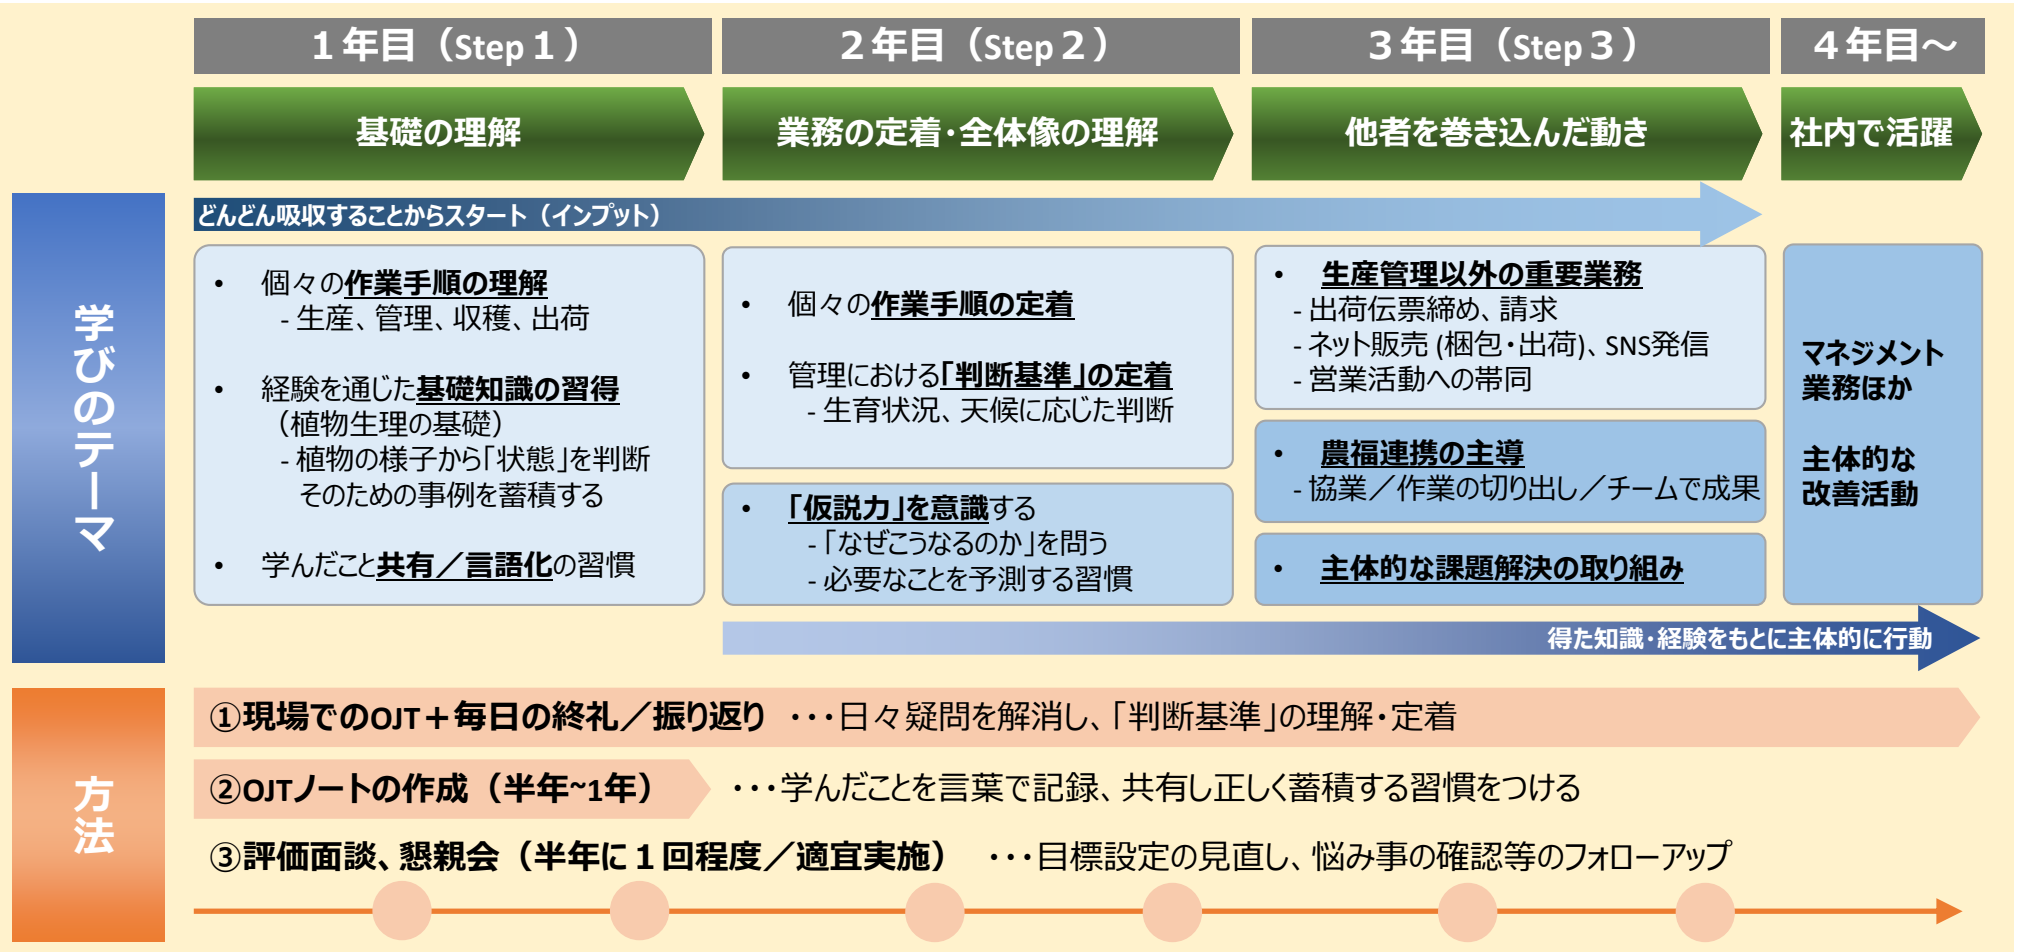 1年目（Step１）
2年目（Step２）
3年目（Step３）
4年目～
基礎の理解
業務の定着･全体像の理解
他者を巻き込んだ動き
社内で活躍
学びのテーマ
どんどん吸収することからスタート（インプット）
• 個々の作業手順の理解
- 生産、管理、収穫、出荷
• 経験を通じた基礎知識の習得
（植物生理の基礎）
- 植物の様子から「状態」を判断
そのための事例を蓄積する
• 学んだこと共有／言語化の習慣
• 個々の作業手順の定着
• 管理における「判断基準」の定着
- 生育状況、天候に応じた判断
• 「仮説力」を意識する
- 「なぜこうなるのか」を問う
- 必要なことを予測する習慣
• 生産管理以外の重要業務
- 出荷伝票締め、請求
- ネット販売 (梱包･出荷)、SNS発信
- 営業活動への帯同
• 農福連携の主導
- 協業／作業の切り出し／チームで成果
• 主体的な課題解決の取り組み
マネジメント
業務ほか
主体的な
改善活動
得た知識･経験をもとに主体的に行動
方法
①現場でのOJT＋毎日の終礼／振り返り ･･･日々疑問を解消し、「判断基準」の理解･定着
②OJTノートの作成（半年~1年） ･･･学んだことを言葉で記録、共有し正しく蓄積する習慣をつける
③評価面談、懇親会（半年に１回程度／適宜実施） ･･･目標設定の見直し、悩み事の確認等のフォローアップ